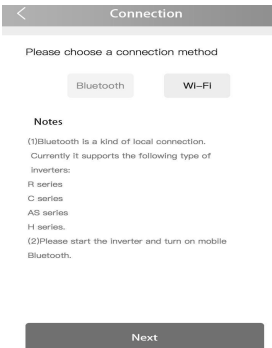 Connection
Please choose a connection method
Bluetooth
Wi-Fi
Notes
(1)Bluetooth is a kind of local connection.
Currently it supports the following type of
inverters:
R series
C series
AS series
H series.
(2)Please start the inverter and turn on mobile
Bluetooth.
Next